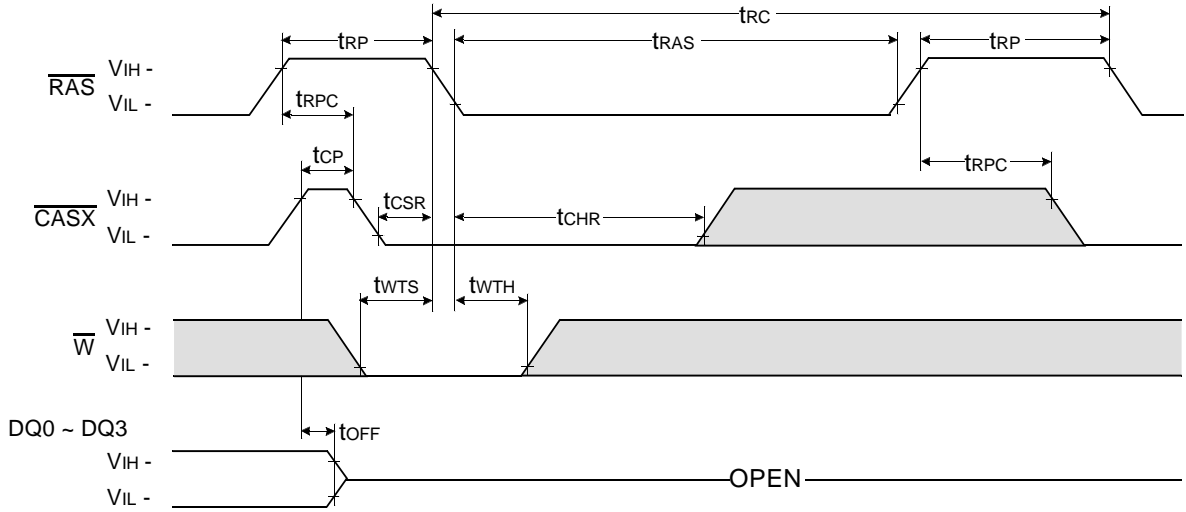 tRC
tRP
tRAS
tRP
RAS
VIH -
VIL -
tRPC
tCP
tRPC
CASX
VIH -
VIL -
tCSR
tCHR
tWTS
tWTH
W
VIH -
VIL -
DQ0 ~ DQ3
tOFF
VIH -
VIL -
OPEN